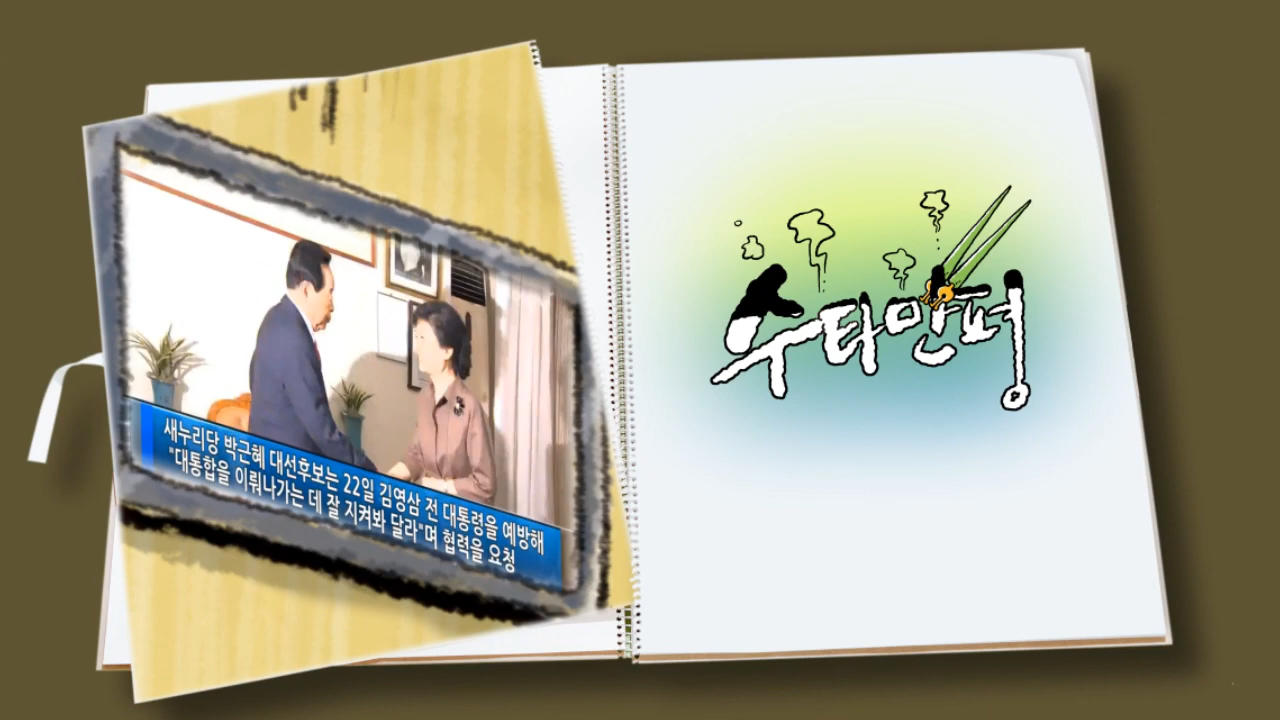 새누리당 박근혜 대선후보는 22일 김영삼 전 대통령을 예방해
"대통합을 이뤄나가는 데 잘 지켜봐 달라"며 협력을 요청
수타만평